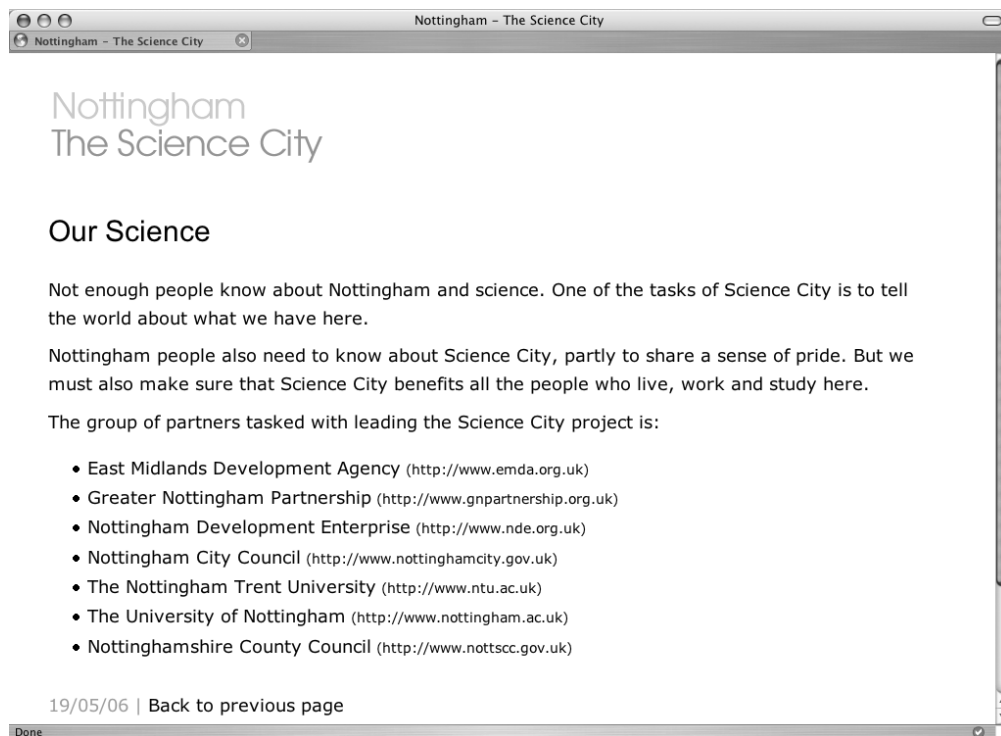 Nottingham – The Science City
Nottingham – The Science City
Nottingham
The Science City
Our Science
Not enough people know about Nottingham and science. One of the tasks of Science City is to tell
the world about what we have here.
Nottingham people also need to know about Science City, partly to share a sense of pride. But we
must also make sure that Science City benefits all the people who live, work and study here.
The group of partners tasked with leading the Science City project is:
• East Midlands Development Agency (http://www.emda.org.uk)
• Greater Nottingham Partnership (http://www.gnpartnership.org.uk)
• Nottingham Development Enterprise (http://www.nde.org.uk)
• Nottingham City Council (http://www.nottinghamcity.gov.uk)
• The Nottingham Trent University (http://www.ntu.ac.uk)
• The University of Nottingham (http://www.nottingham.ac.uk)
• Nottinghamshire County Council (http://www.nottscc.gov.uk)
19/05/06 | Back to previous page
Done